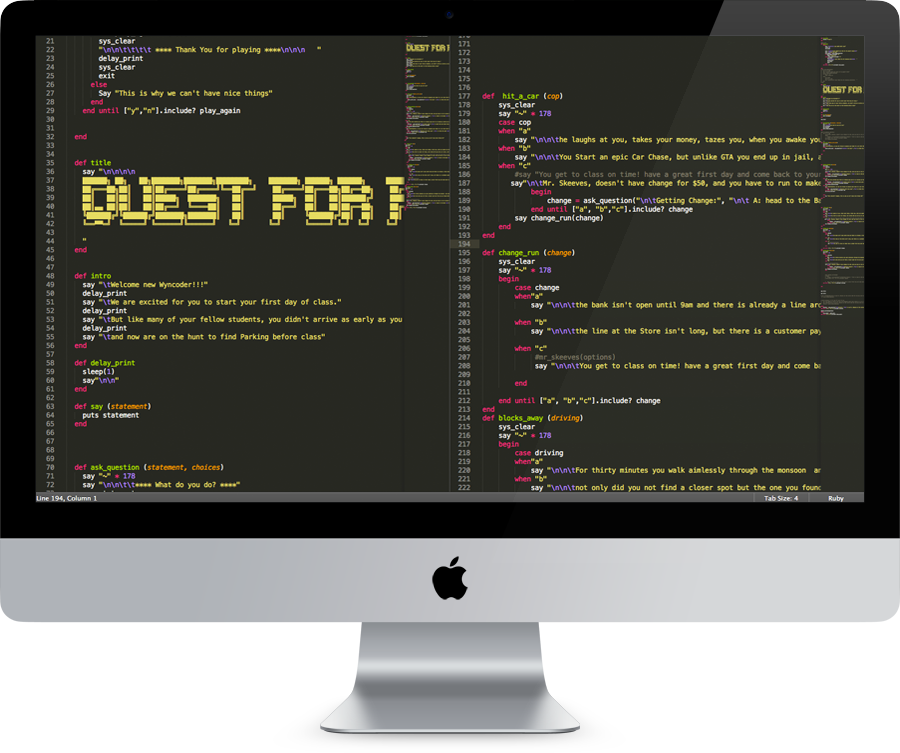 21 sys_clear
22 "\n\n\t\t\t\t **** Thank You for playing ****\n\n\n "
23 delay_print
24 sys_clear
25 exit
26 else
27 Say "This is why we can't have nice things"
28 end
29 end until ["y","n"].include? play_again
30
31
32 end
33
34
35 def title
36 say "\n\n\n\n
37
38 QUEST FOR
39
40
41
42
43
44 "
45 end
46
47
48 def intro
49 say "\tWelcome new Wyncoder!!!"
50 delay_print
51 say "\tWe are excited for you to start your first day of class."
52 delay_print
53 say "\tBut like many of your fellow students, you didn't arrive as early as you
54 delay_print
55 say "\tand now are on the hunt to find Parking before class"
56 end
57
58 def delay_print
59 sleep(1)
60 say"\n\n"
61 end
62
63 def say (statement)
64 puts statement
65 end
66
67
68
69
70 def ask_question (statement, choices)
71 say "~" * 178
72 say "\n\n\t\t**** What do you do? ****"
171
172
173
174
175
176
177 def hit_a_car (cop)
178 sys_clear
179 say "~" * 178
180 case cop
181 when "a"
182 say "\n\n\tthe laughs at you, takes your money, tazes you, when you awake you
183 when "b"
184 say "\n\n\tYou Start an epic Car Chase, but unlike GTA you end up in jail,
185 when "c"
186 #say "You get to class on time! have a great first day and come back to your
187 say"\n\tMr. Skeeves, doesn't have change for $50, and you have to run to make
188 begin
189 change = ask_question("\n\tGetting Change:", "\n\t A: head to the Ba
190 end until ["a", "b","c"].include? change
191 say change_run(change)
192 end
193 end
194
195 def change_run (change)
196 sys_clear
197 say "~" * 178
198 begin
199 case change
200 when"a"
201 say "\n\n\tthe bank isn't open until 9am and there is already a line aro
202
203 when "b"
204 say "\n\n\tthe line at the Store isn't long, but there is a customer pay
205
206 when "c"
207 #mr_skeeves(options)
208 say "\n\n\tYou get to class on time! have a great first day and come ba
209
210 end
211
212 end until ["a", "b","c"].include? change
213 end
214 def blocks_away (driving)
215 sys_clear
216 say "~" * 178
217 begin
218 case driving
219 when"a"
220 say "\n\n\tFor thirty minutes you walk aimlessly through the monsoon
221 when "b"
222 say "\n\n\tnot only did you not find a closer spot but the one you found
Line 194, Column 1
Tab Size: 4
Ruby